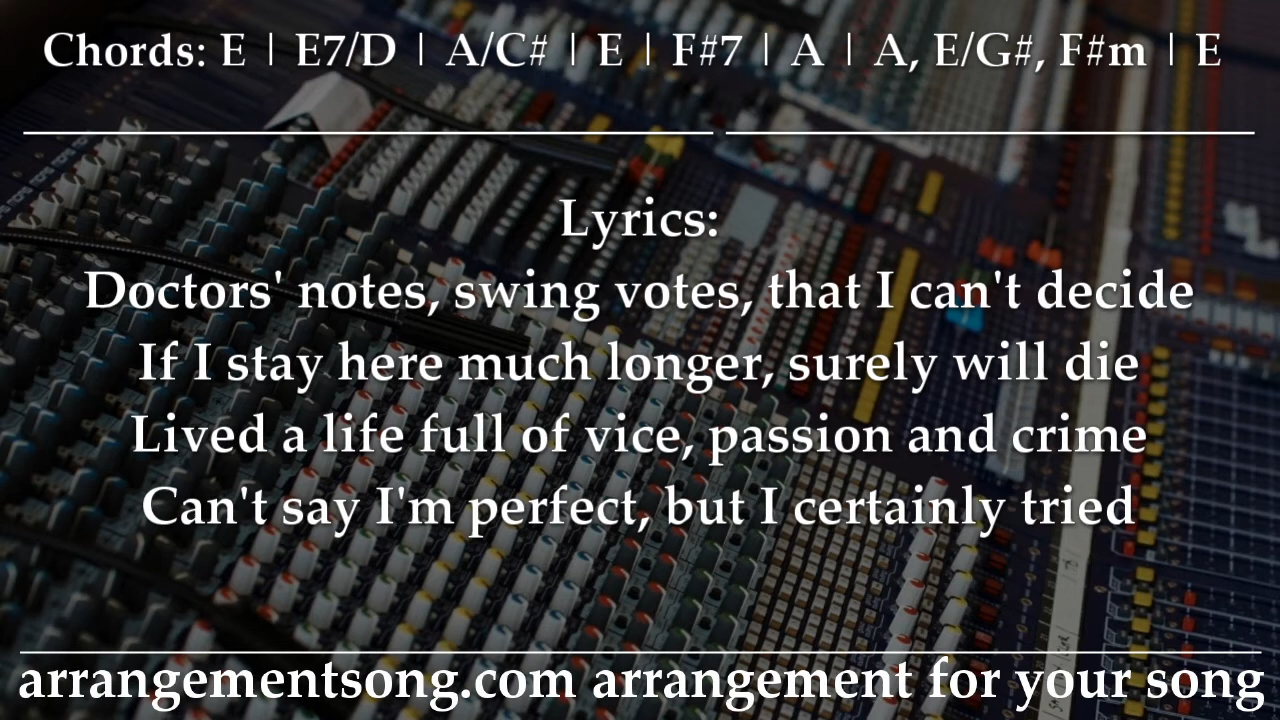 Chords: E | E7/D | A/C# | E | F#7 | A | A, E/G#, F#m | E
Lyrics:
Doctors' notes, swing votes, that I can't decide
If I stay here much longer, surely will die
Lived a life full of vice, passion and crime
Can't say I'm perfect, but I certainly tried
arrangementsong.com arrangement for your song